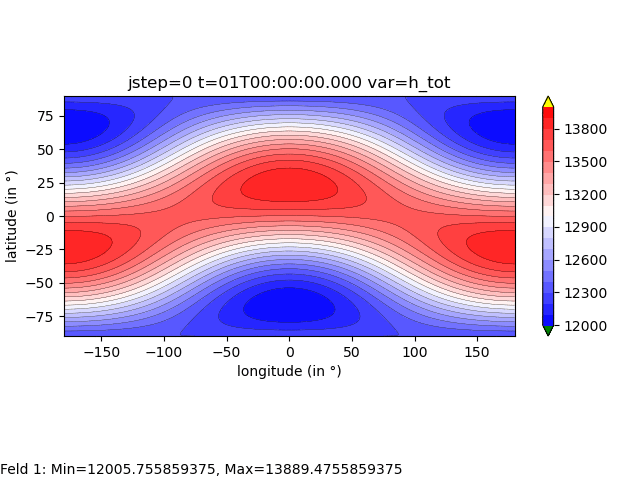 jstep=0 t=01T00:00:00.000 var=h_tot
75
50
25
0
−25
−50
−75
latitude (in °)
−150 −100 −50 0 50 100 150
longitude (in °)
13800
13500
13200
12900
12600
12300
12000
Feld 1: Min=12005.755859375, Max=13889.4755859375